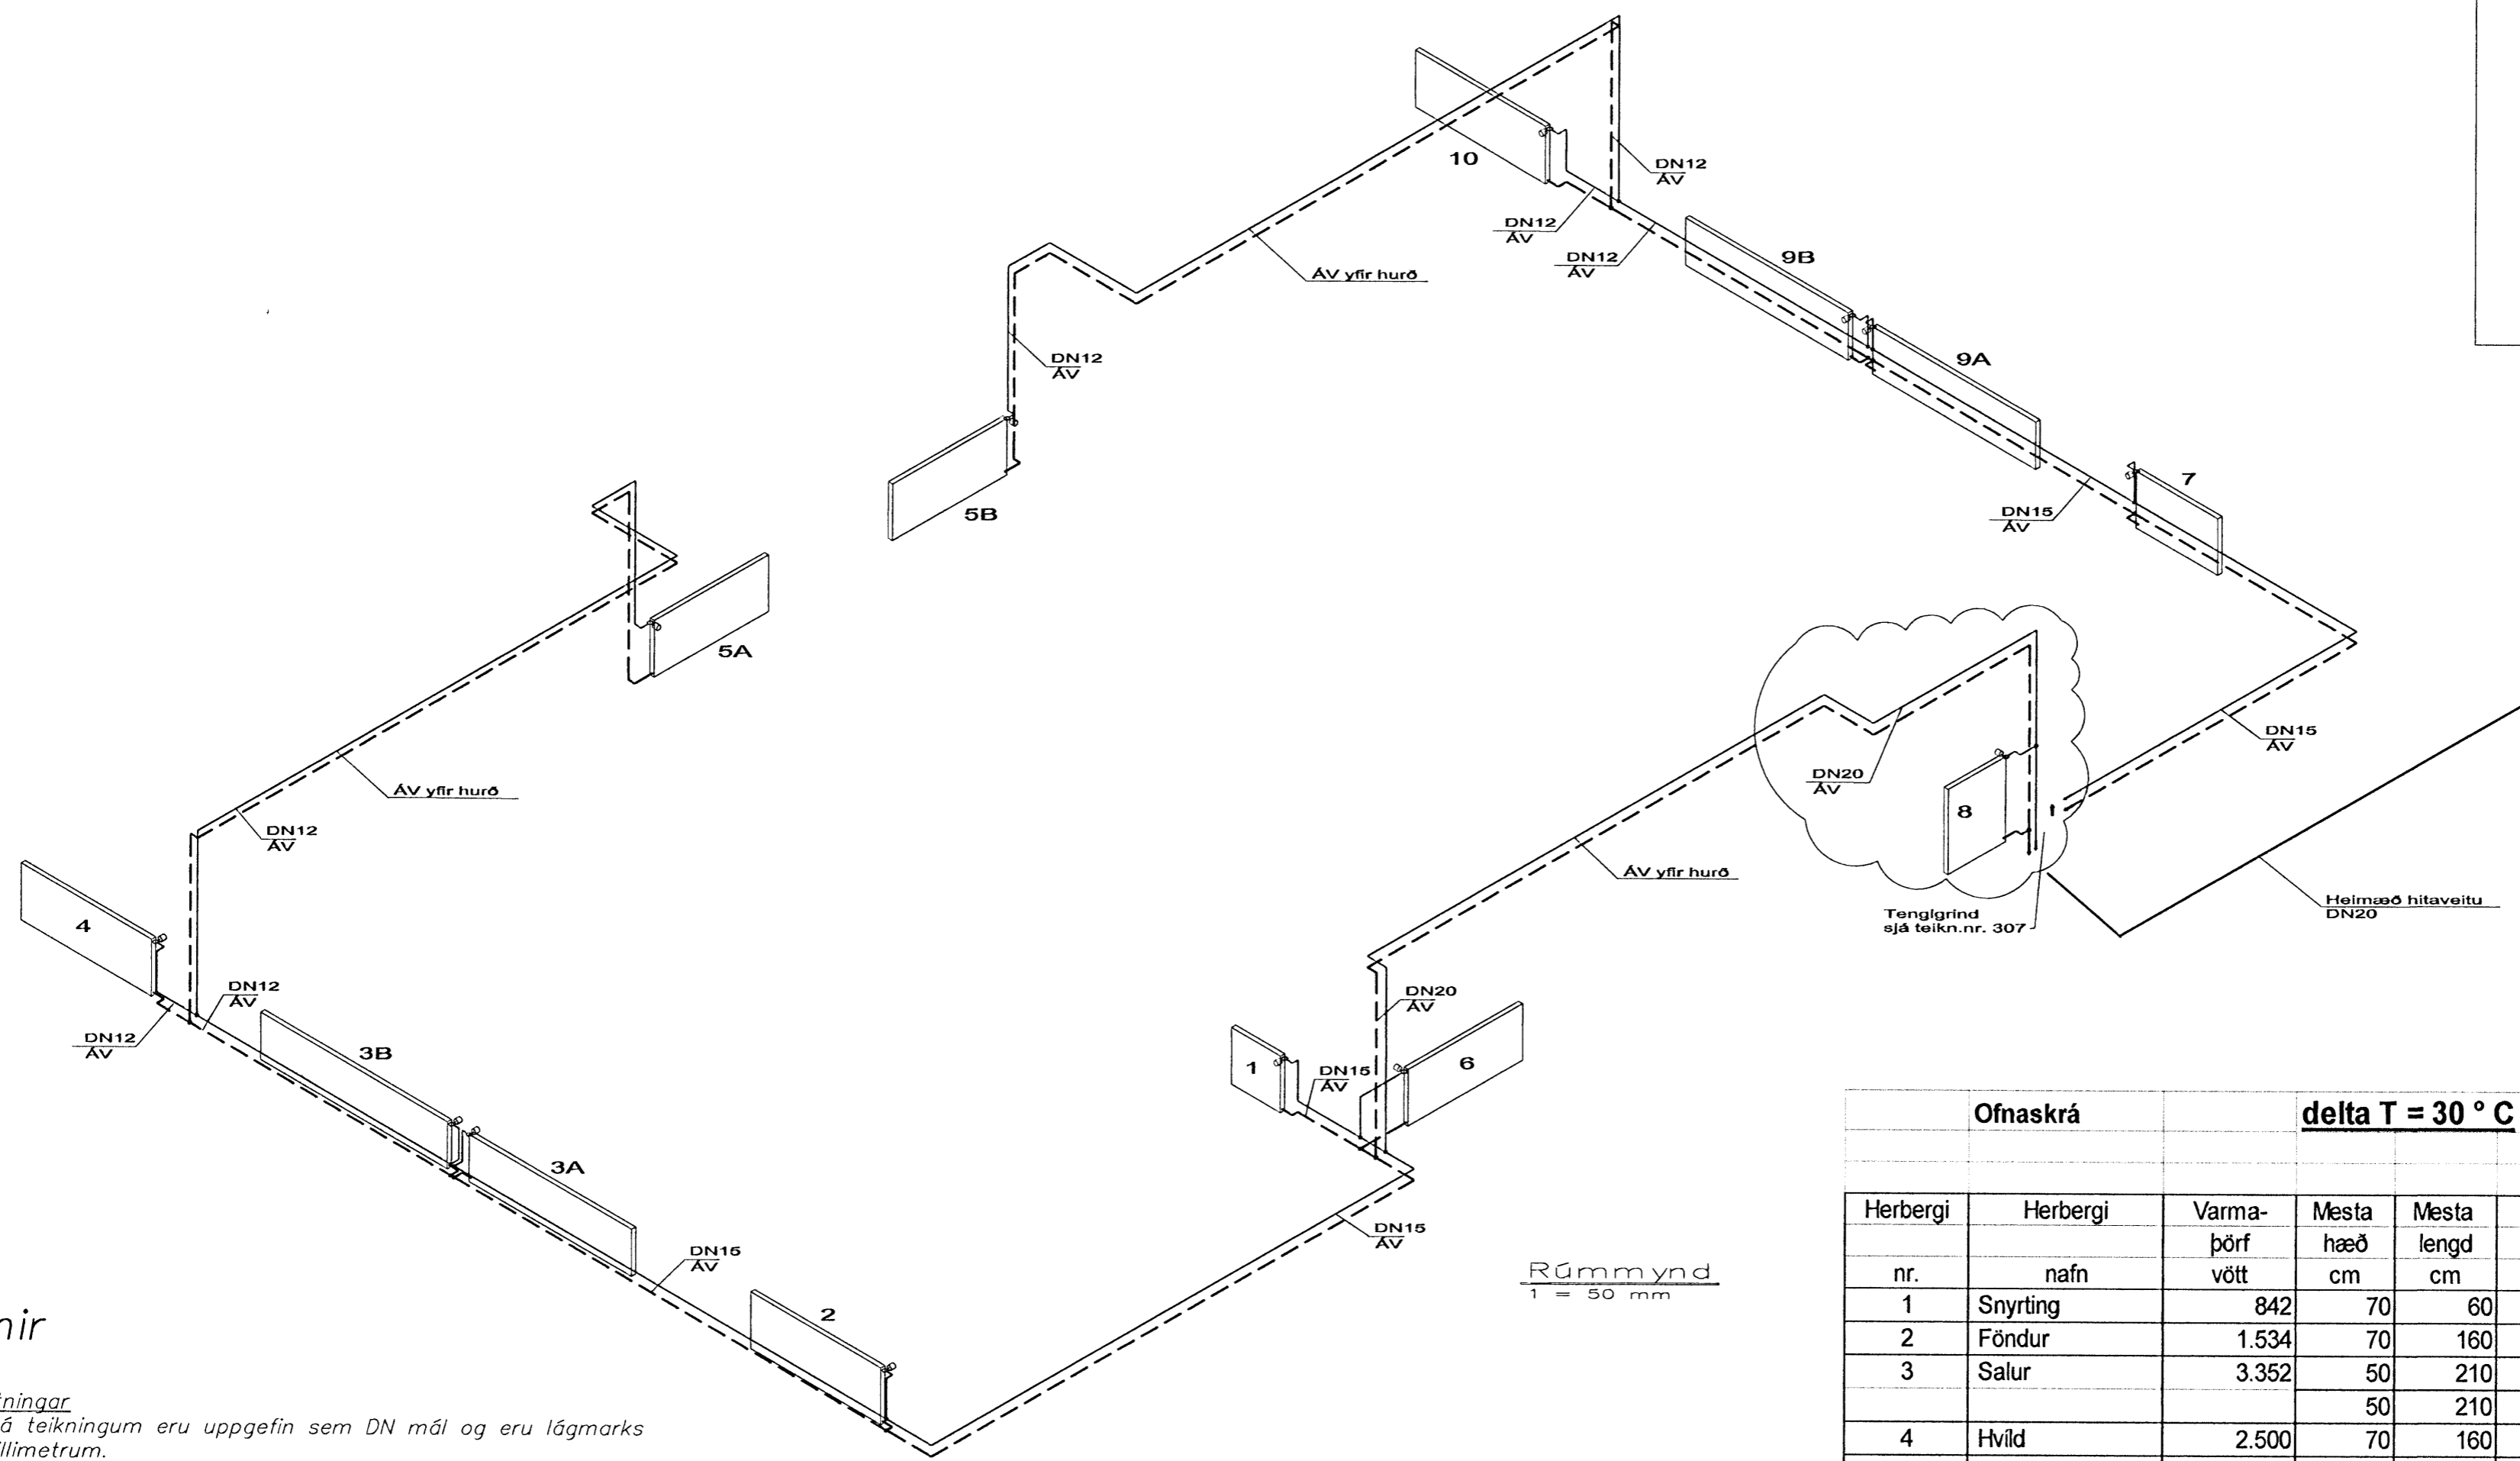 10
DN12
ÁV
DN12
ÁV
DN12
ÁV
9B
ÁV yfir hurð
DN12
ÁV
9A
7
5B
DN15
ÁV
5A
DN15
ÁV
DN20
ÁV
8
1
ÁV yfir hurð
DN12
ÁV
ÁV yfir hurð
Tengigrind
sjá teikn.nr. 307
Heimæð hitaveitu
DN20
4
DN12
ÁV
DN20
ÁV
DN12
ÁV
3B
1
DN15
ÁV
6
3A
DN15
ÁV
DN15
ÁV
2
Rúmmynd
1 = 50 mm
nir
tningar
á teikningum eru uppgefin sem DN mál og eru lágmarks
illimetrum.
Ofnaskrá delta T = 30 ° C
Herbergi Herbergi Varma- Mesta Mesta
þörf hæð lengd
nr. nafn vött cm cm
1 Snyrting 842 70 60
2 Föndur 1.534 70 160
3 Salur 3.352 50 210
50 210
4 Hvíld 2.500 70 160